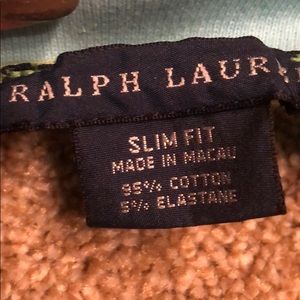 RALPH LAUR
SLIM FIT
MADE IN MACAU
95% COTTON
5% ELASTANE